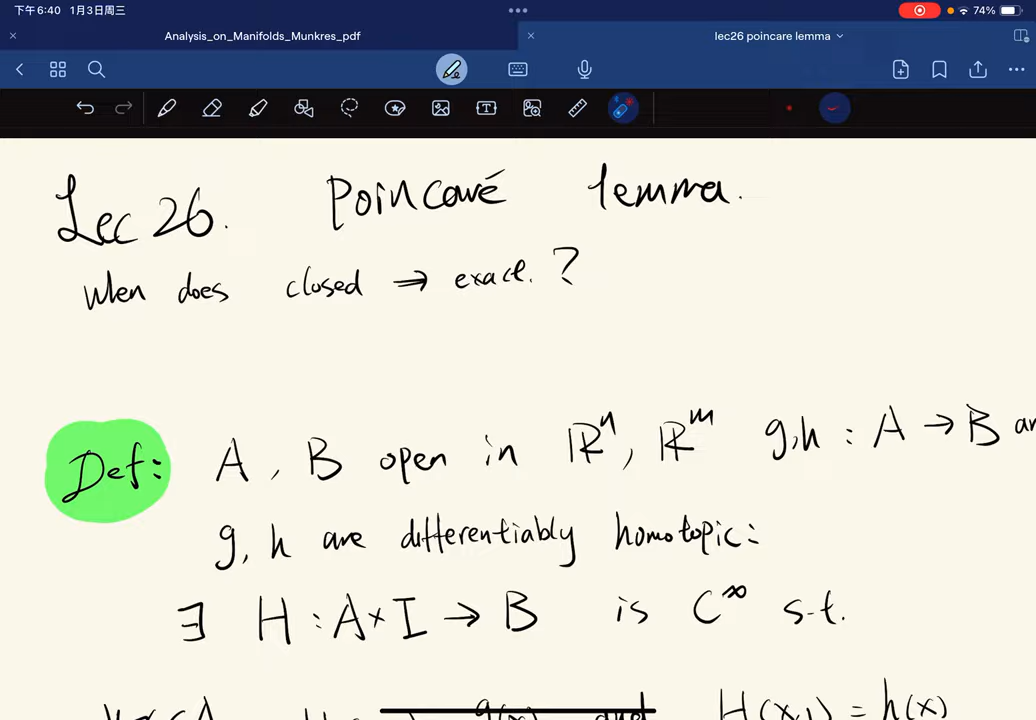 下午6:40 1月3日周三
74%
Analysis_on_Manifolds_Munkres_pdf
lec26 poincare lemma
Lec 26. Poincaré lemma.
When does closed ⇒ exact. ?
Def: A, B open in ℝⁿ, ℝᵐ g,h : A → B
g, h are differentiably homotopic:
∃ H : A×I → B is C^∞ s.t.
H(x,1) = h(x)